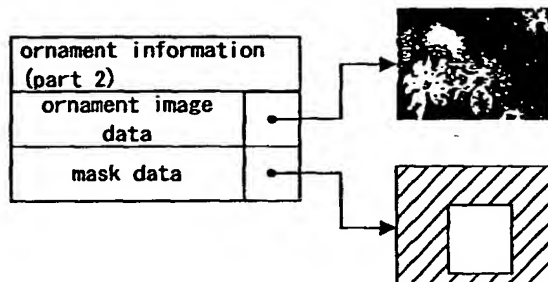 ornament information
(part 2)
ornament image
data
mask data